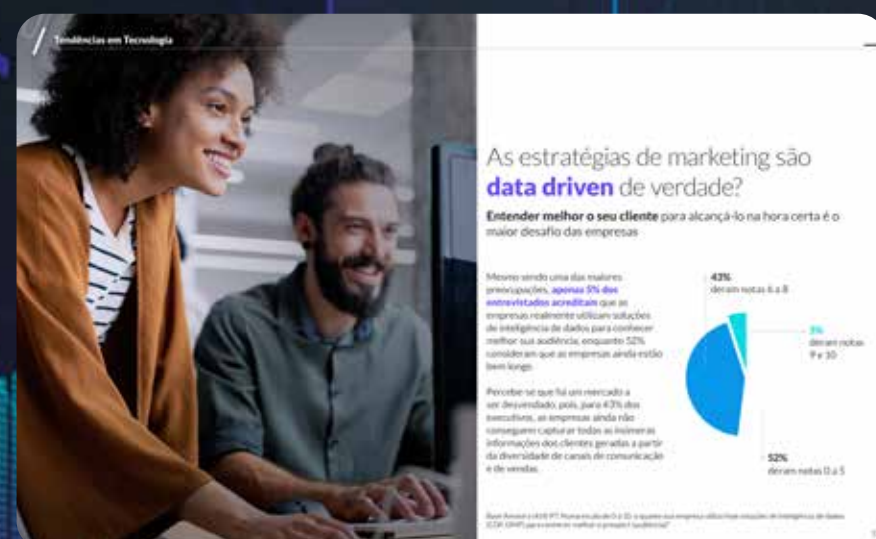 Tendências em Tecnologia
As estratégias de marketing são
data driven de verdade?
Entender melhor o seu cliente para alcançá-lo na hora certa é o
maior desafio das empresas
Mesmo sendo uma das maiores
preocupações, apenas 5% dos
entrevistados acreditam que as
empresas realmente utilizam soluções
de inteligência de dados para conhecer
melhor sua audiência, enquanto 52%
consideram que as empresas ainda estão
bem longe.
Percebe-se que há um mercado a
ser desvendado, pois, para 43% dos
executivos, as empresas ainda não
conseguem capturar todas as inúmeras
informações dos clientes geradas a partir
da diversidade de canais de comunicação
e de vendas.
43%
deram notas 6 a 8
5%
deram notas
9 e 10
52%
deram notas 0 a 5